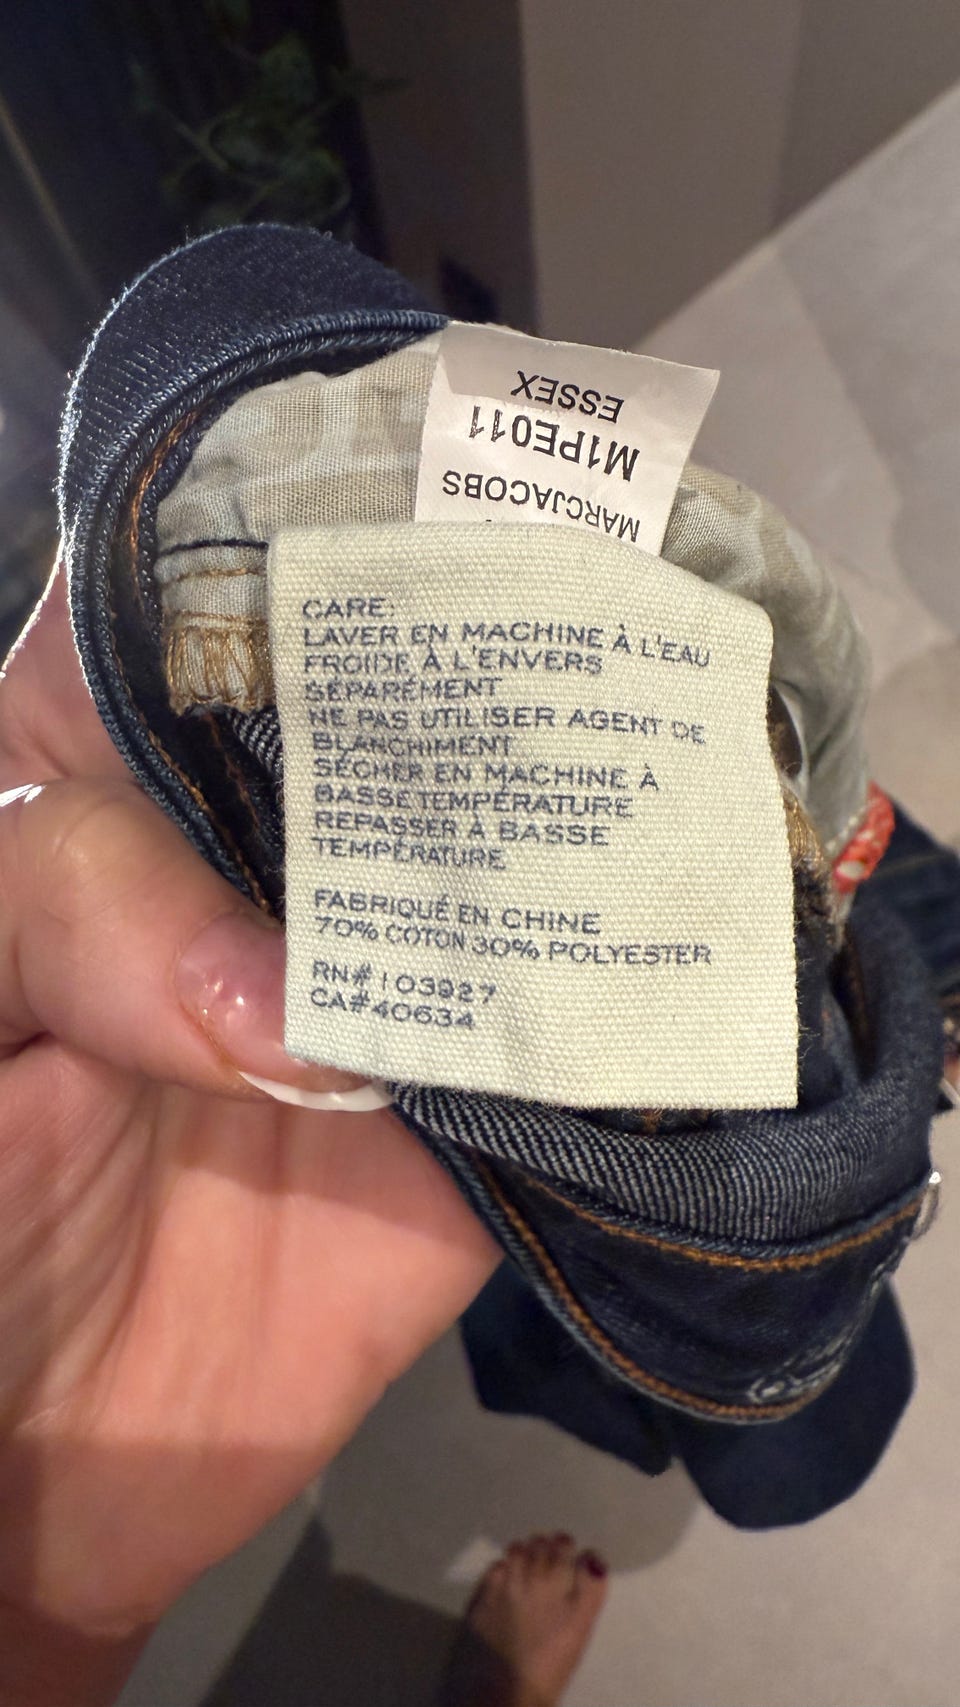 ESSEX
M1PE011
MARCJACOBS
CARE:
LAVER EN MACHINE À L'EAU
FROIDE À L'ENVERS
SÉPARÉMENT
NE PAS UTILISER AGENT DE
BLANCHIMENT
SÉCHER EN MACHINE À
BASSE TEMPÉRATURE
REPASSER À BASSE
TEMPÉRATURE
FABRIQUÉ EN CHINE
70% COTON 30% POLYESTER
RN# 103927
CA#40634